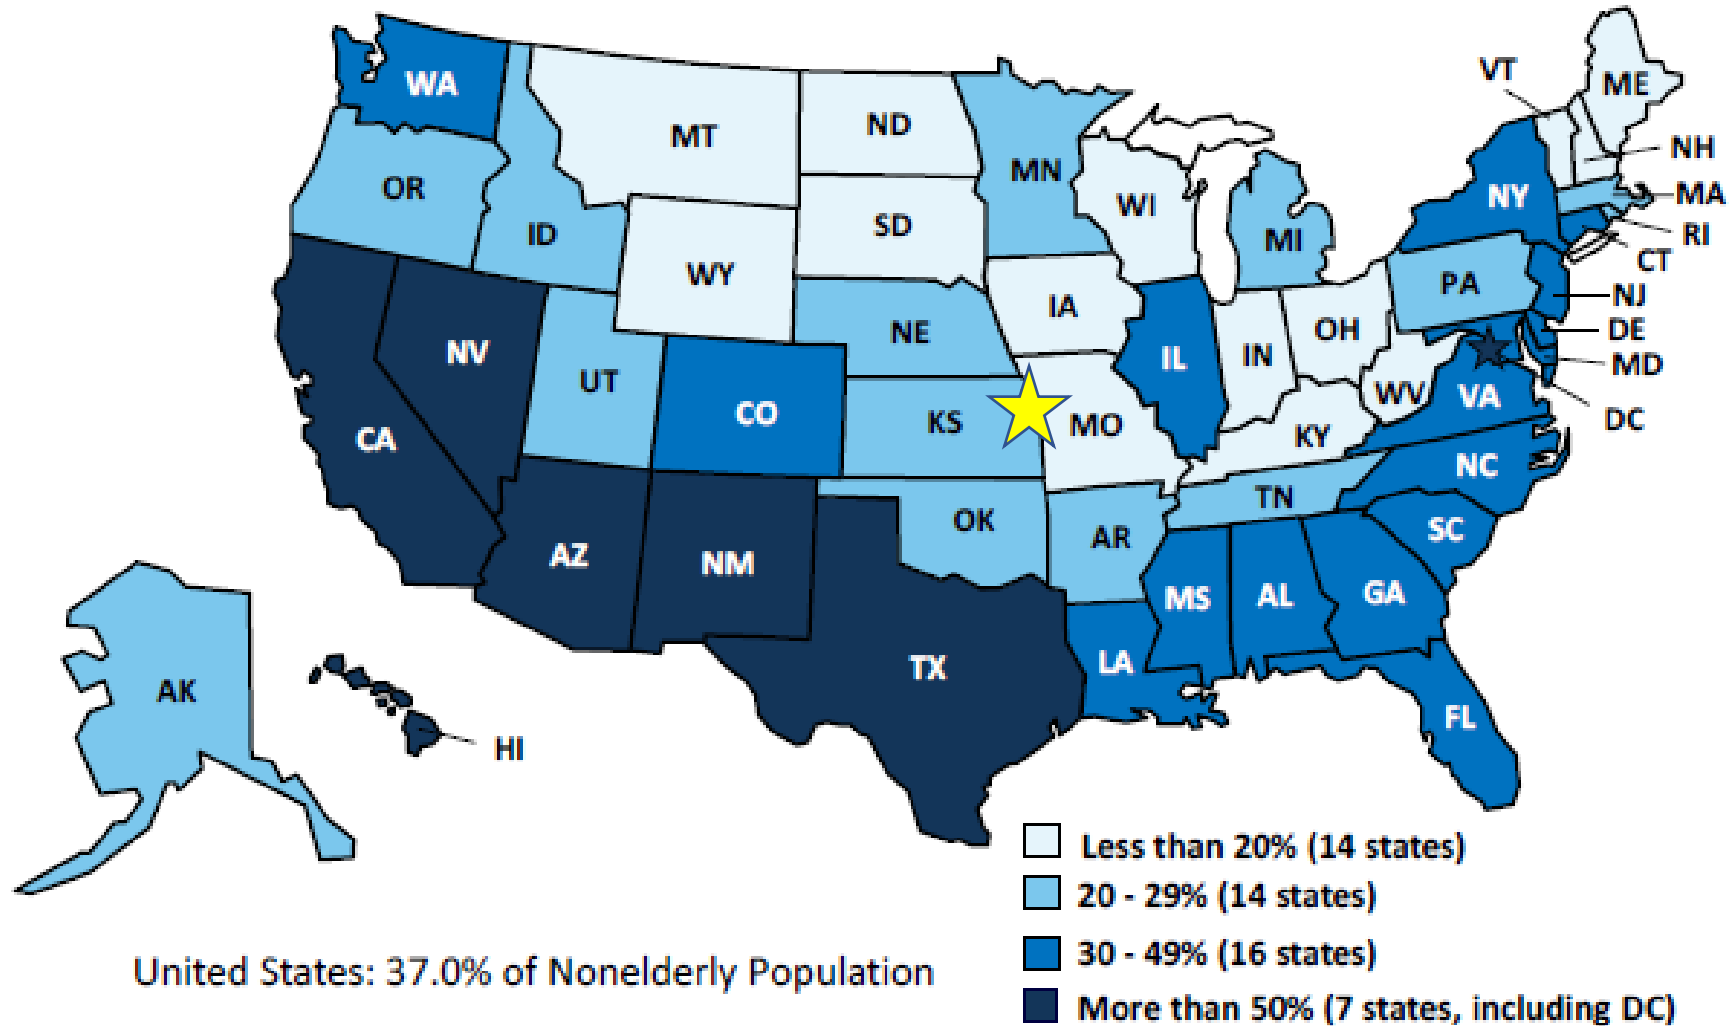 VT
ME
WA
MT
ND
MN
NH
OR
ID
SD
WI
NY
MA
RI
MI
CT
WY
PA
NJ
IA
NE
OH
DE
NV
UT
IL
IN
MD
CO
WV
VA
DC
CA
KS
MO
KY
NC
TN
OK
AR
SC
AZ
NM
MS
AL
GA
TX
LA
FL
AK
HI
Less than 20% (14 states)
20 - 29% (14 states)
30 - 49% (16 states)
United States: 37.0% of Nonelderly Population
More than 50% (7 states, including DC)